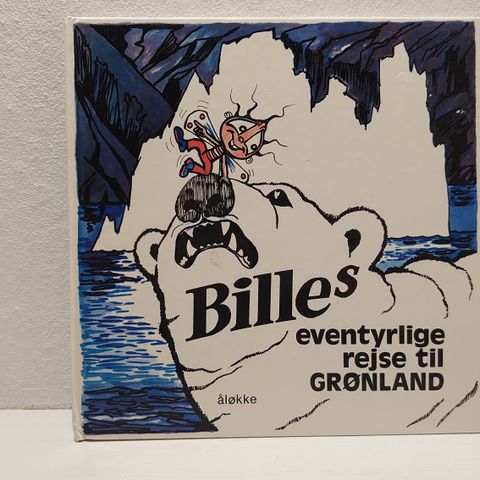 Billes
eventyrlige
rejse til
GRØNLAND
åløkke